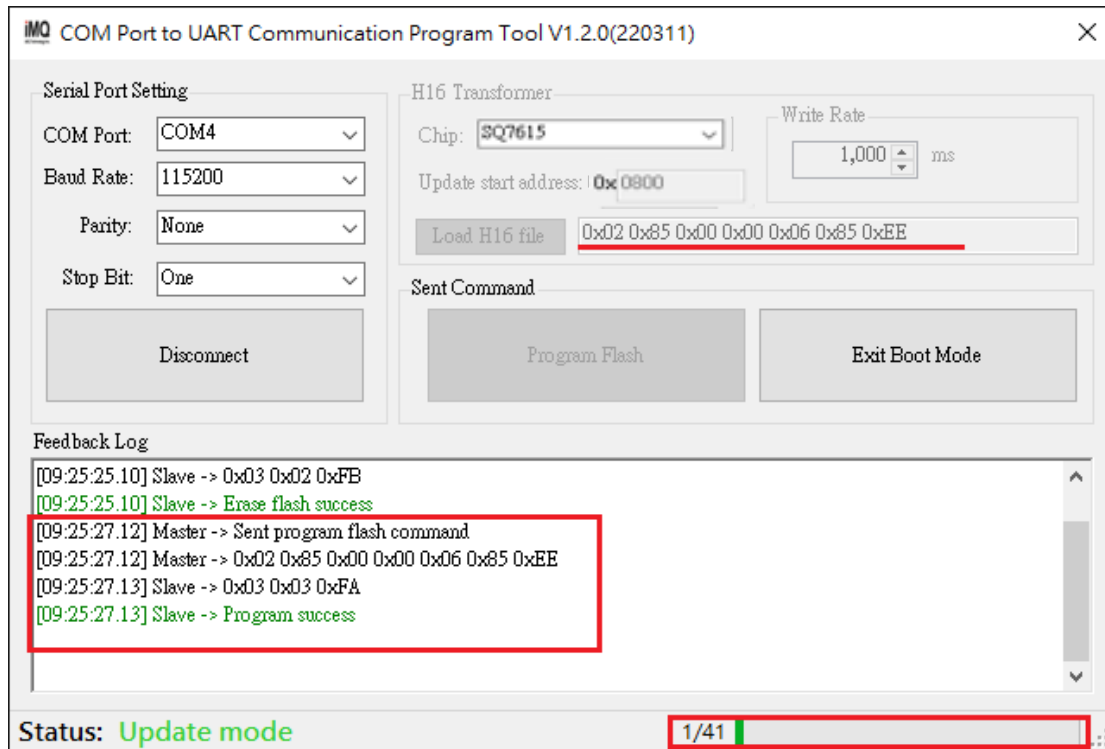 iMQ COM Port to UART Communication Program Tool V1.2.0(220311)
Serial Port Setting
COM Port: COM4
Baud Rate: 115200
Parity: None
Stop Bit: One
Disconnect
H16 Transformer
Chip: SQ7615
Update start address: 0x 0800
Write Rate
1,000 ms
Load H16 file 0x02 0x85 0x00 0x00 0x06 0x85 0xEE
Sent Command
Program Flash Exit Boot Mode
Feedback Log
[09:25:25.10] Slave -> 0x03 0x02 0xFB
[09:25:25.10] Slave -> Erase flash success
[09:25:27.12] Master -> Sent program flash command
[09:25:27.12] Master -> 0x02 0x85 0x00 0x00 0x06 0x85 0xEE
[09:25:27.13] Slave -> 0x03 0x03 0xFA
[09:25:27.13] Slave -> Program success
Status: Update mode 1/41